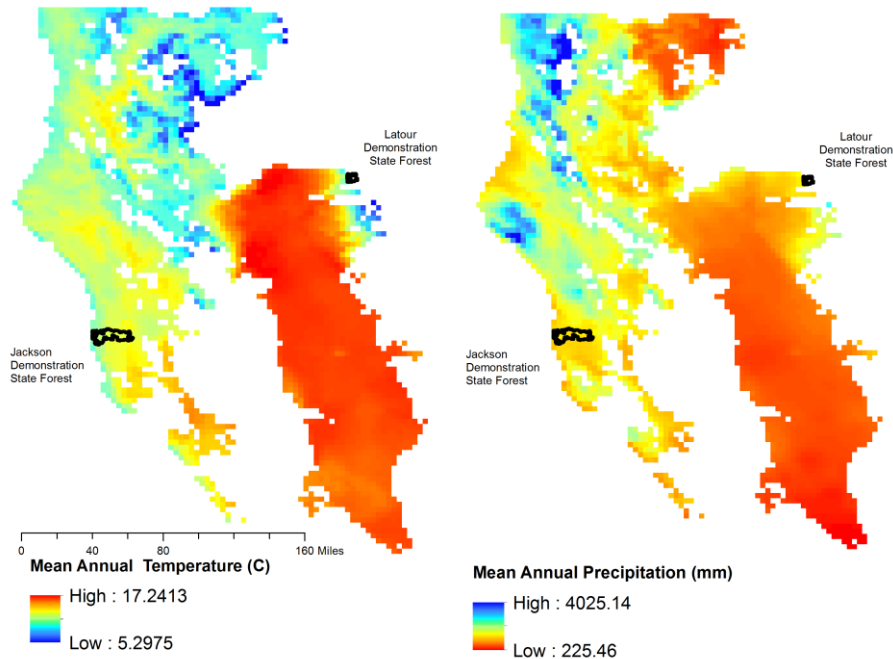 Latour
Demonstration
State Forest
Latour
Demonstration
State Forest
Jackson
Demonstration
State Forest
Jackson
Demonstration
State Forest
0 40 80 160 Miles
Mean Annual Temperature (C)
High : 17.2413
Low : 5.2975
Mean Annual Precipitation (mm)
High : 4025.14
Low : 225.46